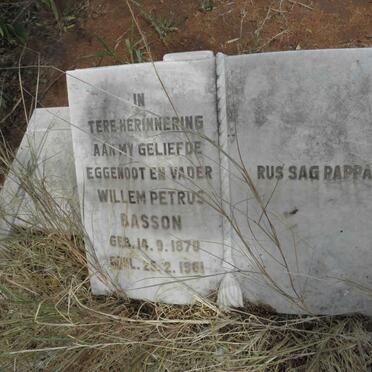 IN
TERE HERINNERING
AAN MY GELIEFDE
EGGENOOT EN VADER
WILLEM PETRUS
BASSON
GEB. 14.9.1878
OORL. 25.2.1961
RUS SAG PAPPA